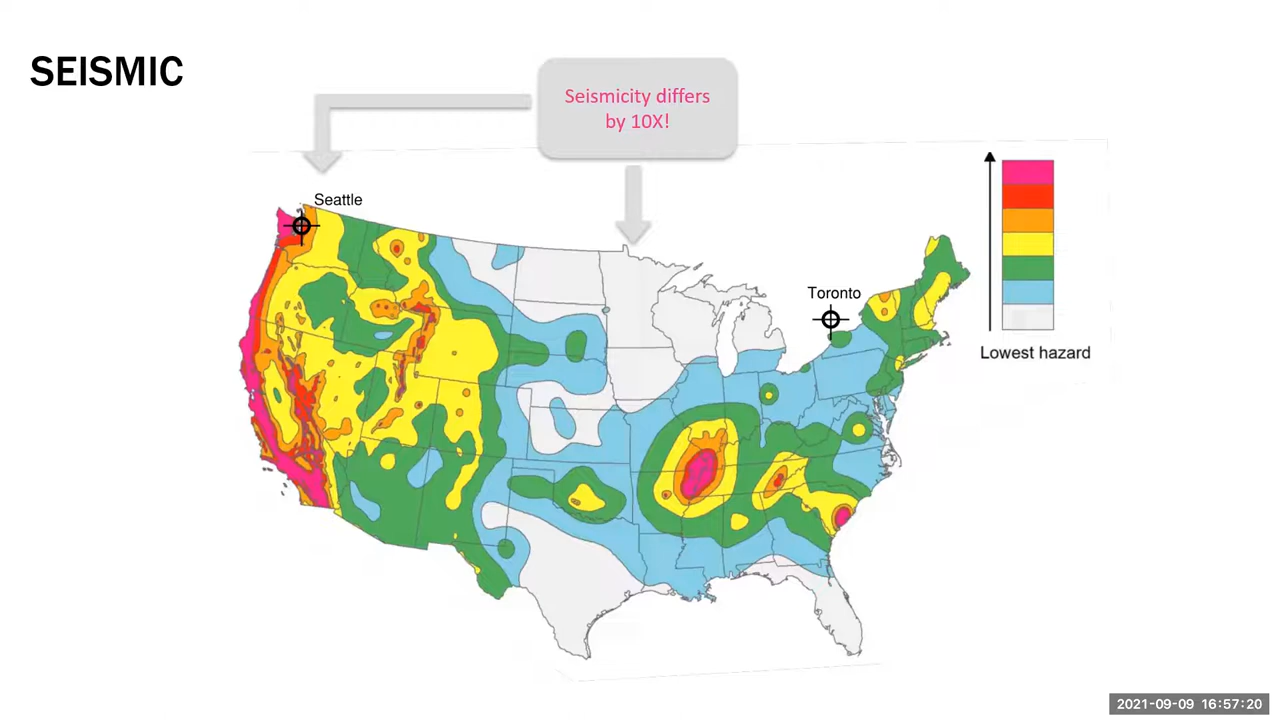 SEISMIC
Seismicity differs
by 10X!
Seattle
Toronto
Lowest hazard
2021-09-09 16:57:20